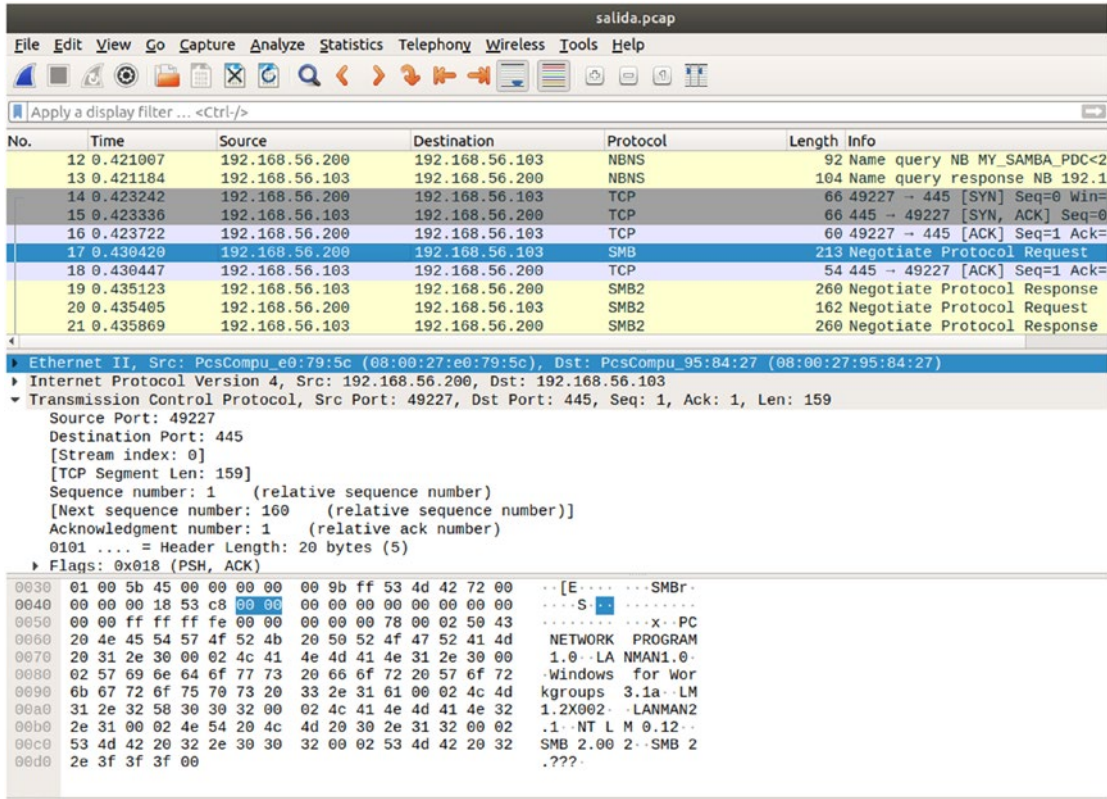 salida.pcap
File Edit View Go Capture Analyze Statistics Telephony Wireless Tools Help
Apply a display filter ... <Ctrl-/>
No. Time Source Destination Protocol Length Info
12 0.421007 192.168.56.200 192.168.56.103 NBNS 92 Name query NB MY_SAMBA_PDC<2
13 0.421184 192.168.56.103 192.168.56.200 NBNS 104 Name query response NB 192.1
14 0.423242 192.168.56.200 192.168.56.103 TCP 66 49227 → 445 [SYN] Seq=0 Win=
15 0.423336 192.168.56.103 192.168.56.200 TCP 66 445 → 49227 [SYN, ACK] Seq=0
16 0.423722 192.168.56.200 192.168.56.103 TCP 60 49227 → 445 [ACK] Seq=1 Ack=
17 0.430420 192.168.56.200 192.168.56.103 SMB 213 Negotiate Protocol Request
18 0.430447 192.168.56.103 192.168.56.200 TCP 54 445 → 49227 [ACK] Seq=1 Ack=
19 0.435123 192.168.56.103 192.168.56.200 SMB2 260 Negotiate Protocol Response
20 0.435405 192.168.56.200 192.168.56.103 SMB2 162 Negotiate Protocol Request
21 0.435869 192.168.56.103 192.168.56.200 SMB2 260 Negotiate Protocol Response
Ethernet II, Src: PcsCompu_e0:79:5c (08:00:27:e0:79:5c), Dst: PcsCompu_95:84:27 (08:00:27:95:84:27)
Internet Protocol Version 4, Src: 192.168.56.200, Dst: 192.168.56.103
Transmission Control Protocol, Src Port: 49227, Dst Port: 445, Seq: 1, Ack: 1, Len: 159
Source Port: 49227
Destination Port: 445
[Stream index: 0]
[TCP Segment Len: 159]
Sequence number: 1 (relative sequence number)
[Next sequence number: 160 (relative sequence number)]
Acknowledgment number: 1 (relative ack number)
0101 .... = Header Length: 20 bytes (5)
Flags: 0x018 (PSH, ACK)
0030 01 00 5b 45 00 00 00 00 00 9b ff 53 4d 42 72 00 ··[E···· ···SMBr·
0040 00 00 00 18 53 c8 00 00 00 00 00 00 00 00 00 00 ····S··· ········
0050 00 00 ff ff ff fe 00 00 00 00 00 78 00 02 50 43 ········ ···x··PC
0060 20 4e 45 54 57 4f 52 4b 20 50 52 4f 47 52 41 4d NETWORK PROGRAM
0070 20 31 2e 30 00 02 4c 41 4e 4d 41 4e 31 2e 30 00 1.0··LA NMAN1.0·
0080 02 57 69 6e 64 6f 77 73 20 66 6f 72 20 57 6f 72 ·Windows for Wor
0090 6b 67 72 6f 75 70 73 20 33 2e 31 61 00 02 4c 4d kgroups 3.1a··LM
00a0 31 2e 32 58 30 30 32 00 02 4c 41 4e 4d 41 4e 32 1.2X002· ·LANMAN2
00b0 2e 31 00 02 4e 54 20 4c 4d 20 30 2e 31 32 00 02 .1··NT L M 0.12··
00c0 53 4d 42 20 32 2e 30 30 32 00 02 53 4d 42 20 32 SMB 2.00 2··SMB 2
00d0 2e 3f 3f 3f 00 .???·